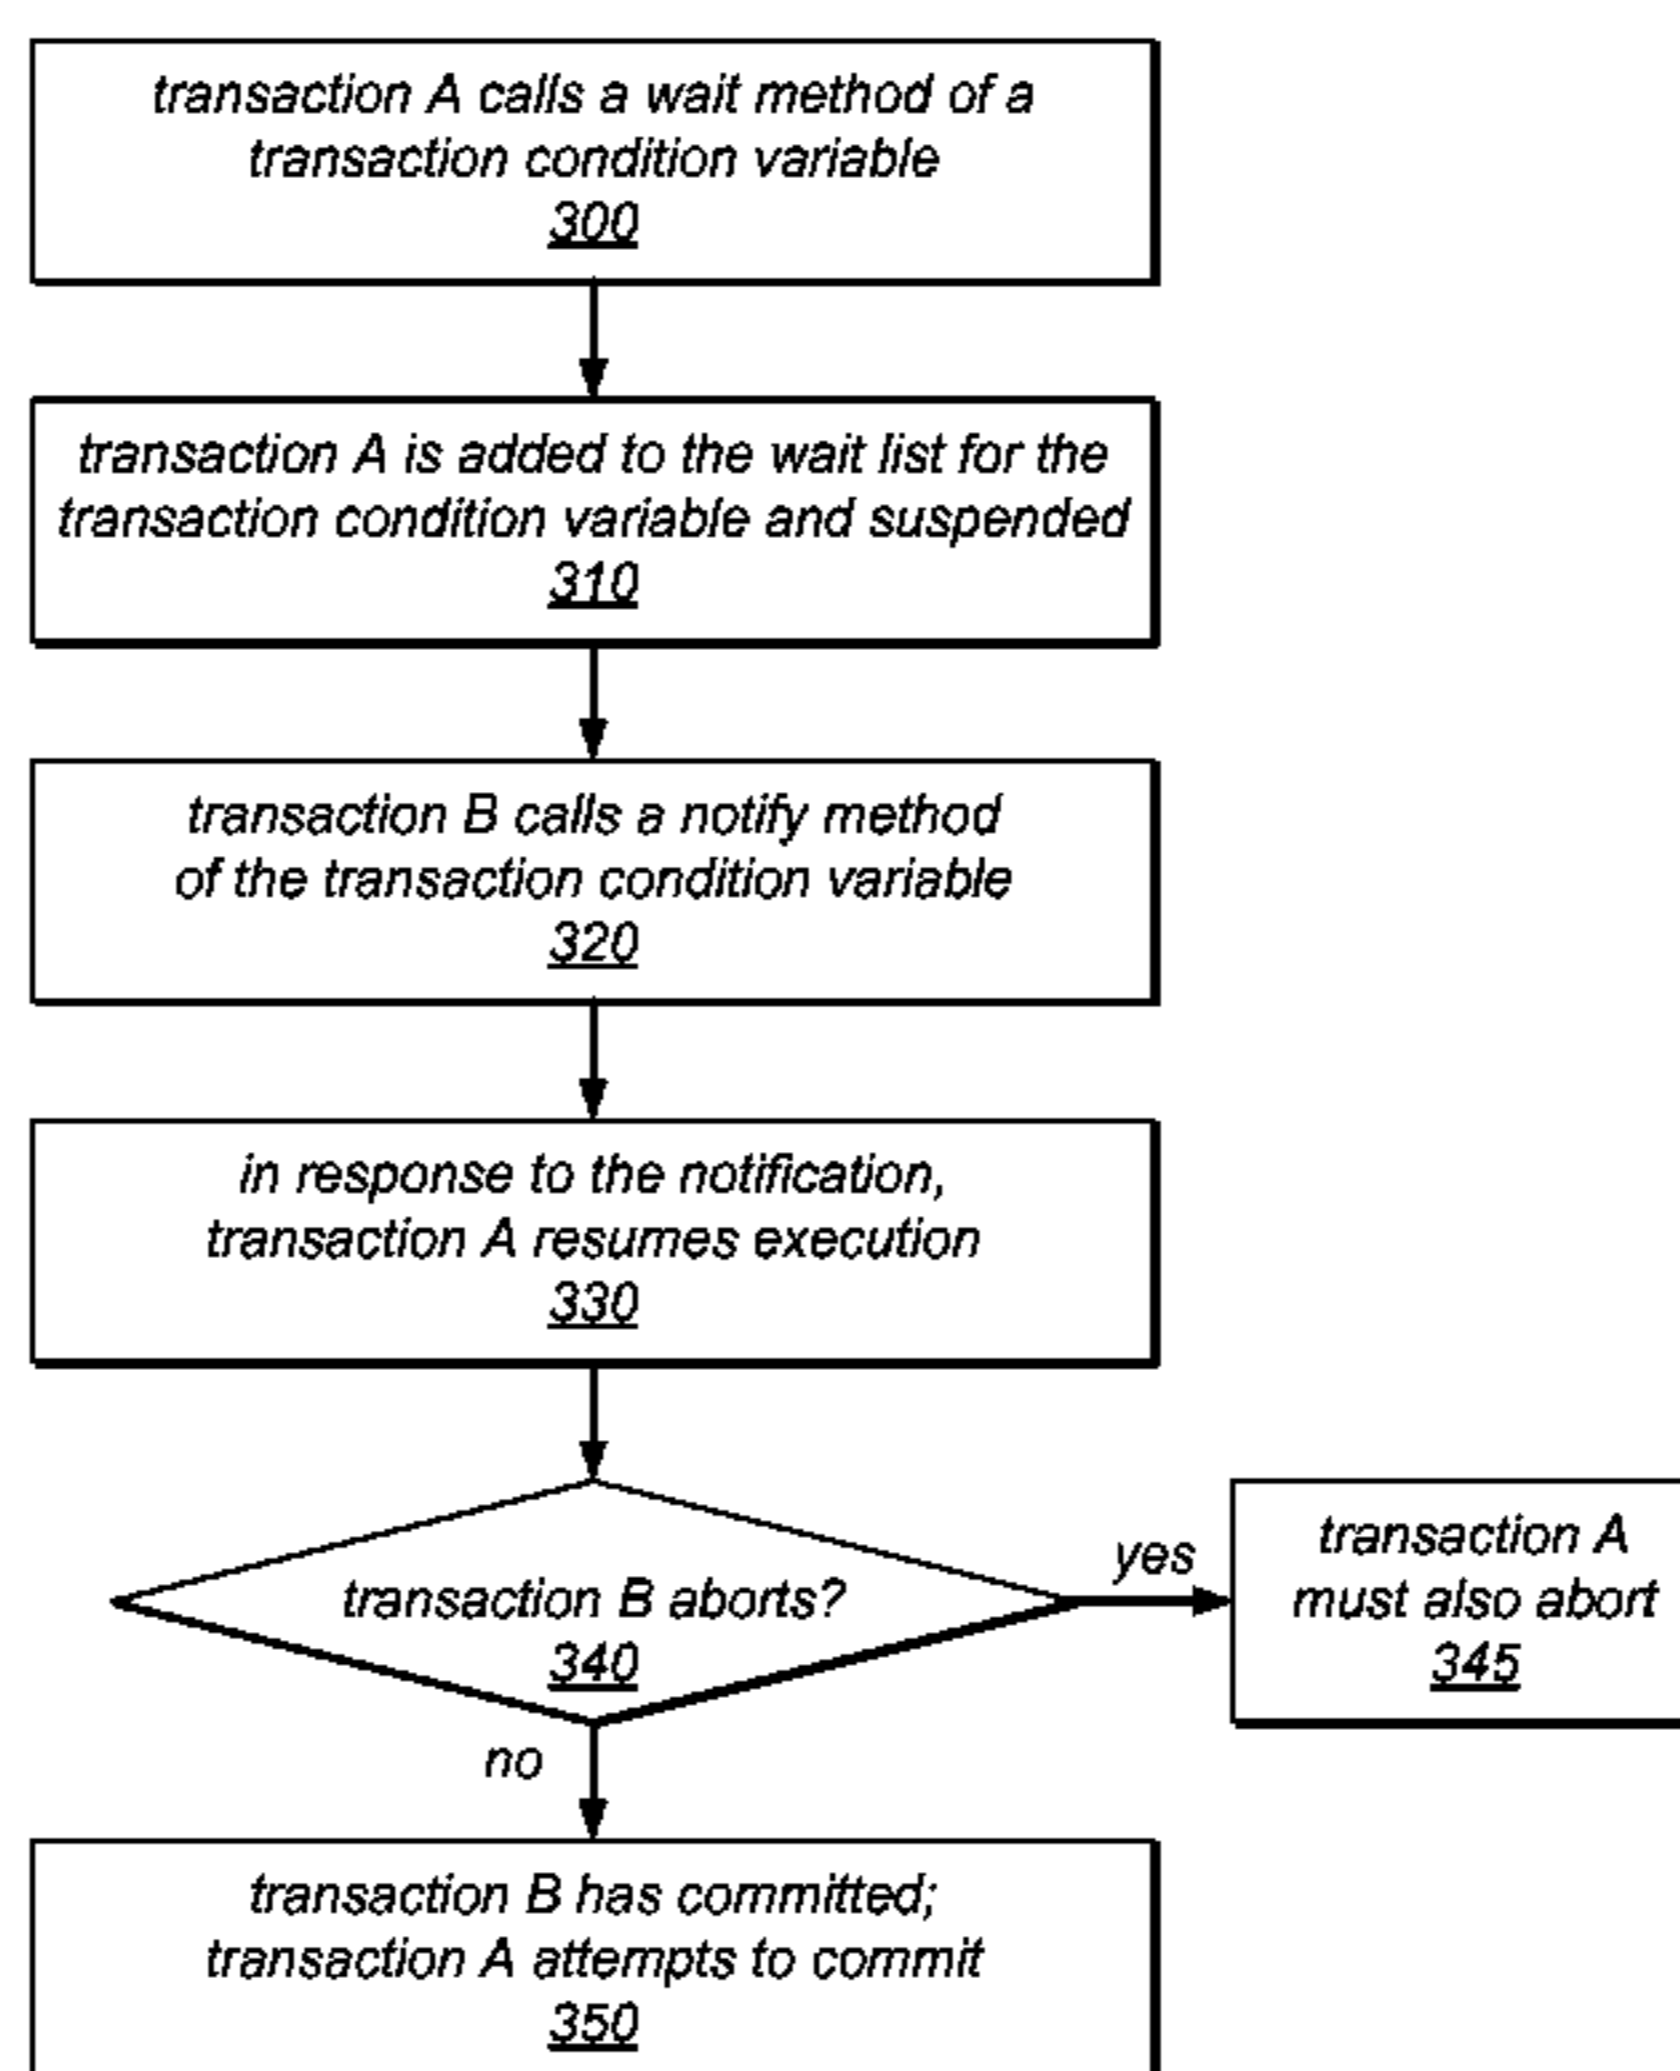 transaction A calls a wait method of a
transaction condition variable
300
transaction A is added to the wait list for the
transaction condition variable and suspended
310
transaction B calls a notify method
of the transaction condition variable
320
in response to the notification,
transaction A resumes execution
330
transaction B aborts?
340
yes
transaction A
must also abort
345
no
transaction B has committed;
transaction A attempts to commit
350